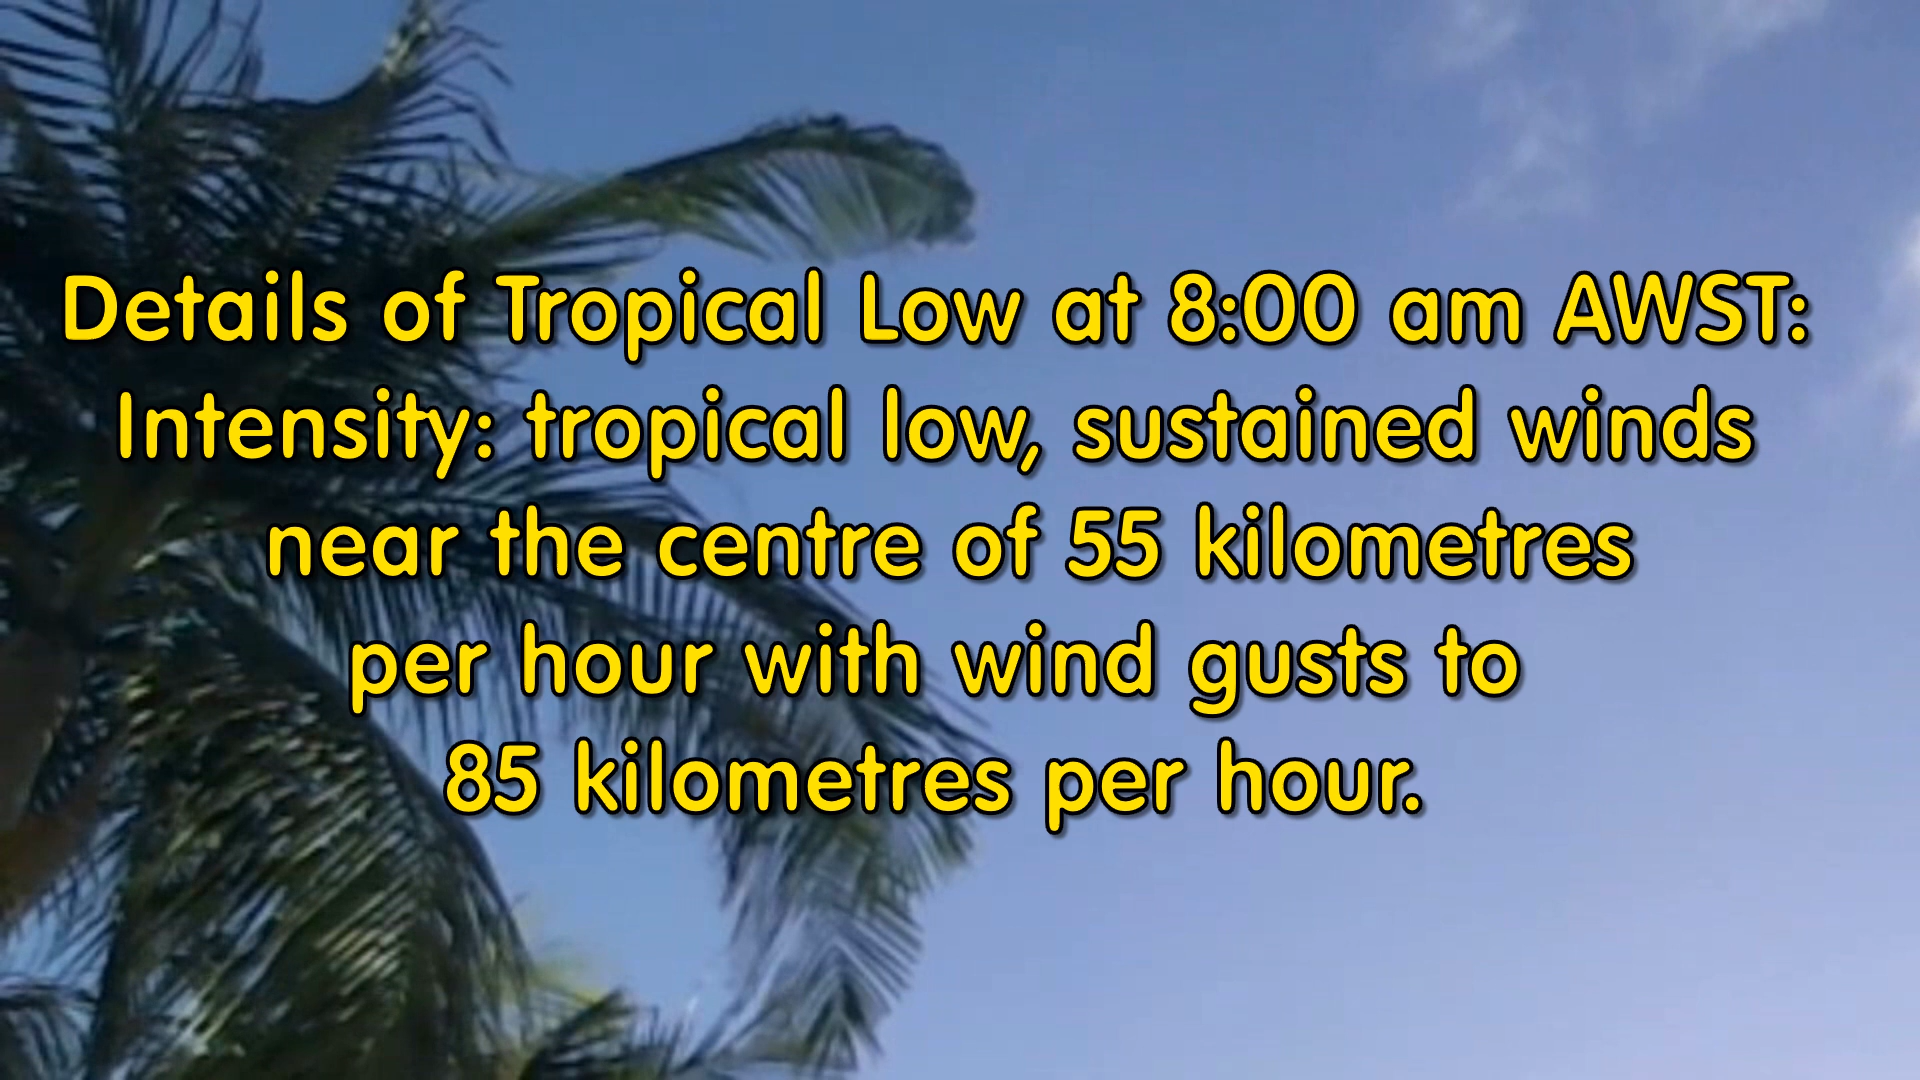 Details of Tropical Low at 8:00 am AWST:
Intensity: tropical low, sustained winds
near the centre of 55 kilometres
per hour with wind gusts to
85 kilometres per hour.